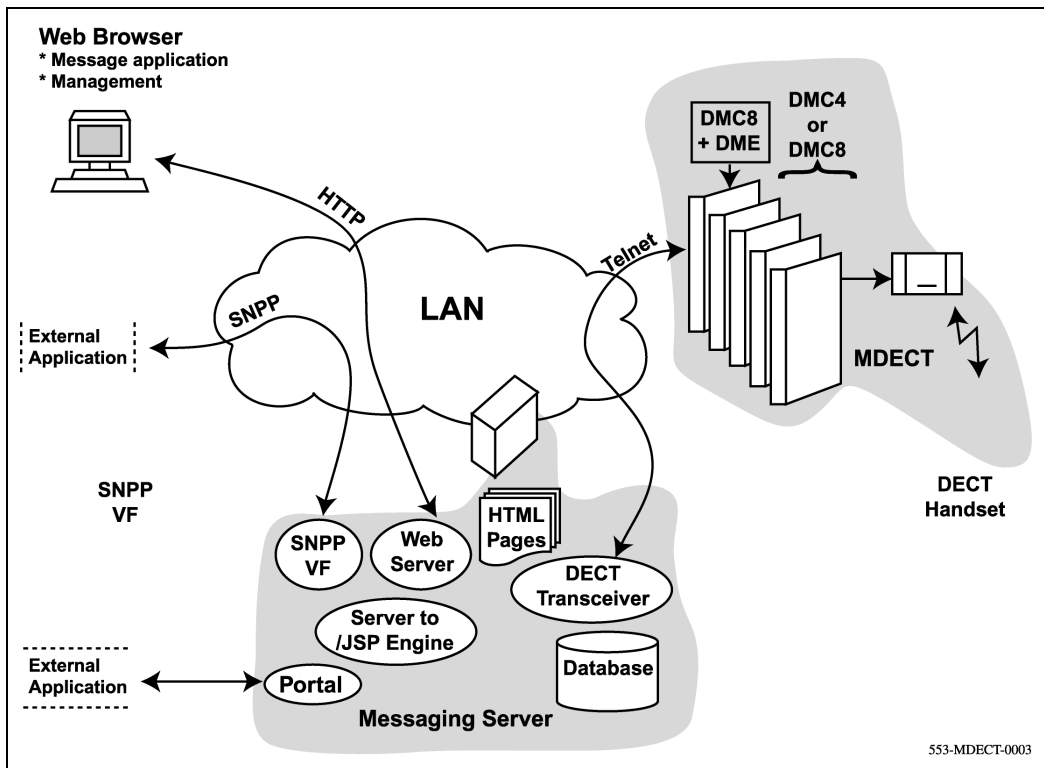 Web Browser
* Message application
* Management
DMC8
+ DME
DMC4
or
DMC8
HTTP
Telnet
SNPP
LAN
External
Application
MDECT
SNPP
VF
DECT
Handset
SNPP
VF
Web
Server
HTML
Pages
DECT
Transceiver
Server to
/JSP Engine
External
Application
Portal
Database
Messaging Server
553-MDECT-0003